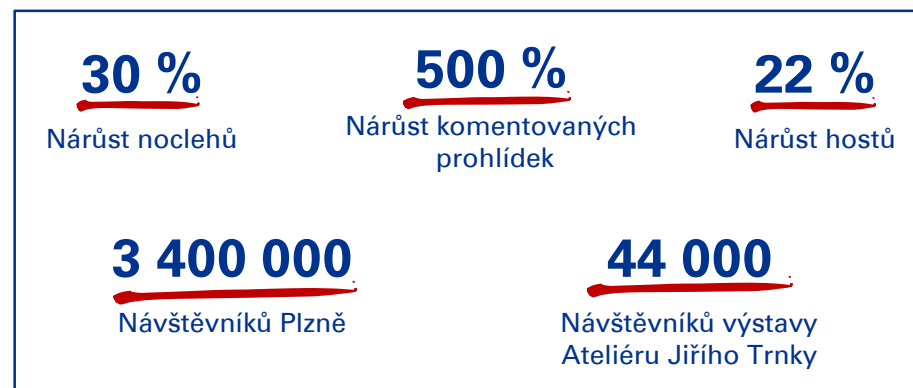 30 %
Nárůst noclehů
500 %
Nárůst komentovaných
prohlídek
22 %
Nárůst hostů
3 400 000
Návštěvníků Plzně
44 000
Návštěvníků výstavy
Ateliéru Jiřího Trnky